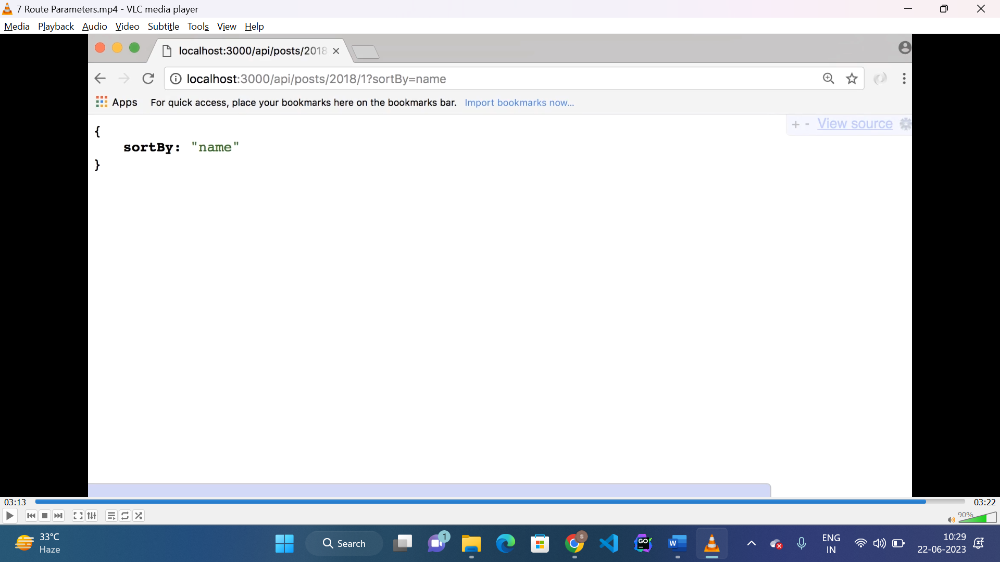 7 Route Parameters.mp4 - VLC media player
Media Playback Audio Video Subtitle Tools View Help
localhost:3000/api/posts/2018
localhost:3000/api/posts/2018/1?sortBy=name
Apps For quick access, place your bookmarks here on the bookmarks bar. Import bookmarks now...
+ - View source
{
sortBy: "name"
}
03:13 03:22
90%
33°C
Haze
Search
1
S
GO
W
ENG
IN
10:29
22-06-2023